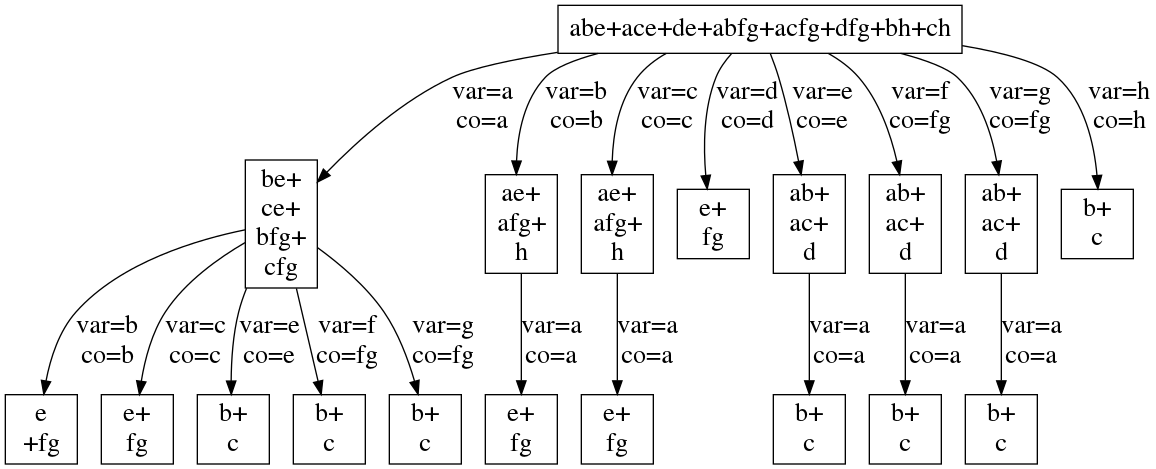 abe+ace+de+abfg+acfg+dfg+bh+ch
var=a
co=a
var=b
co=b
var=c
co=c
var=d
co=d
var=e
co=e
var=f
co=fg
var=g
co=fg
var=h
co=h
be+
ce+
bfg+
cfg
ae+
afg+
h
ae+
afg+
h
e+
fg
ab+
ac+
d
ab+
ac+
d
ab+
ac+
d
b+
c
var=b
co=b
var=c
co=c
var=e
co=e
var=f
co=fg
var=g
co=fg
var=a
co=a
var=a
co=a
var=a
co=a
var=a
co=a
var=a
co=a
e
+fg
e+
fg
b+
c
b+
c
b+
c
e+
fg
e+
fg
b+
c
b+
c
b+
c